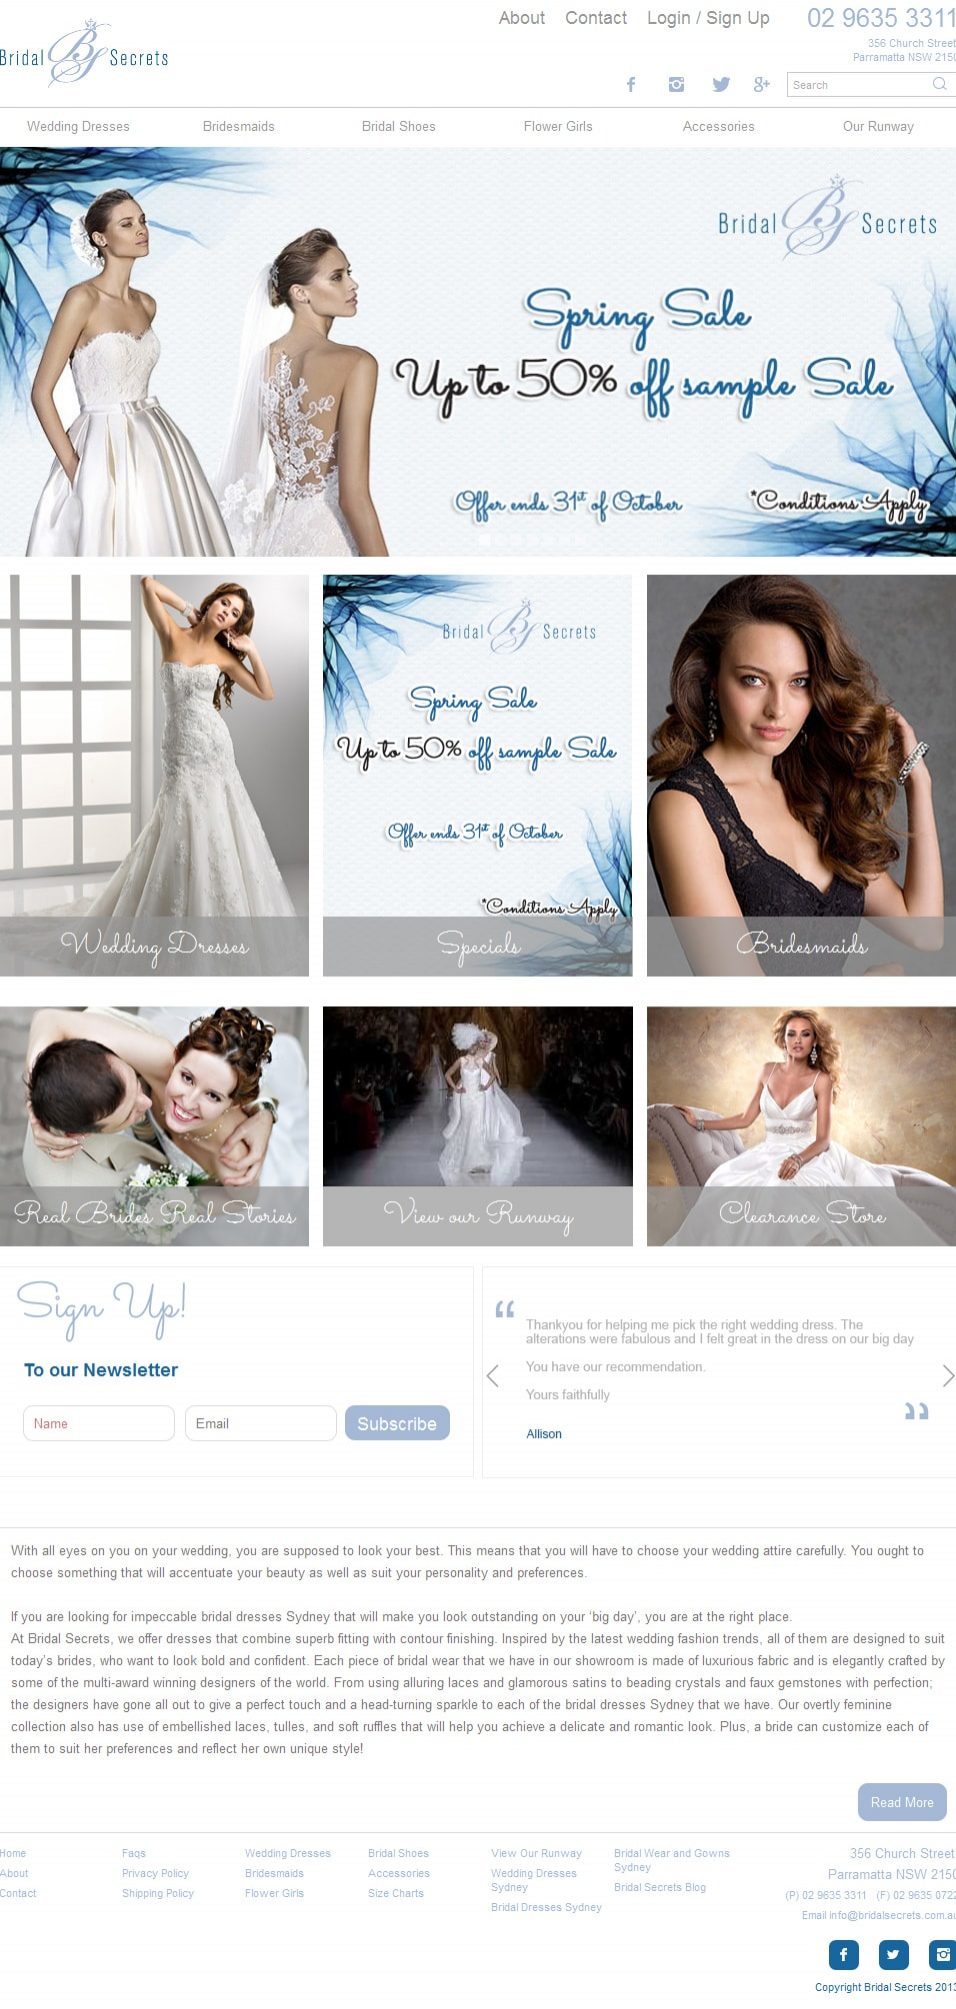 About Contact Login / Sign Up 02 9635 3311
356 Church Street
Parramatta NSW 2150
Bridal BS Secrets
Search
Wedding Dresses Bridesmaids Bridal Shoes Flower Girls Accessories Our Runway
Bridal BS Secrets
Spring Sale
Up to 50% off sample Sale
Offer ends 31st of October *Conditions Apply
Bridal BS Secrets
Spring Sale
Up to 50% off sample Sale
Offer ends 31st of October
*Conditions Apply
Wedding Dresses Specials Bridesmaids
Real Brides Real Stories View our Runway Clearance Store
Sign Up!
To our Newsletter
Name Email Subscribe
“
Thankyou for helping me pick the right wedding dress. The
alterations were fabulous and I felt great in the dress on our big day
You have our recommendation.
Yours faithfully
”
Allison
With all eyes on you on your wedding, you are supposed to look your best. This means that you will have to choose your wedding attire carefully. You ought to
choose something that will accentuate your beauty as well as suit your personality and preferences.
If you are looking for impeccable bridal dresses Sydney that will make you look outstanding on your ‘big day’, you are at the right place.
At Bridal Secrets, we offer dresses that combine superb fitting with contour finishing. Inspired by the latest wedding fashion trends, all of them are designed to suit
today’s brides, who want to look bold and confident. Each piece of bridal wear that we have in our showroom is made of luxurious fabric and is elegantly crafted by
some of the multi-award winning designers of the world. From using alluring laces and glamorous satins to beading crystals and faux gemstones with perfection;
the designers have gone all out to give a perfect touch and a head-turning sparkle to each of the bridal dresses Sydney that we have. Our overtly feminine
collection also has use of embellished laces, tulles, and soft ruffles that will help you achieve a delicate and romantic look. Plus, a bride can customize each of
them to suit her preferences and reflect her own unique style!
Read More
Home
About
Contact
Faqs
Privacy Policy
Shipping Policy
Wedding Dresses
Bridesmaids
Flower Girls
Bridal Shoes
Accessories
Size Charts
View Our Runway
Wedding Dresses
Sydney
Bridal Dresses Sydney
Bridal Wear and Gowns
Sydney
Bridal Secrets Blog
356 Church Street
Parramatta NSW 2150
(P) 02 9635 3311 (F) 02 9635 0722
Email info@bridalsecrets.com.au
Copyright Bridal Secrets 2013